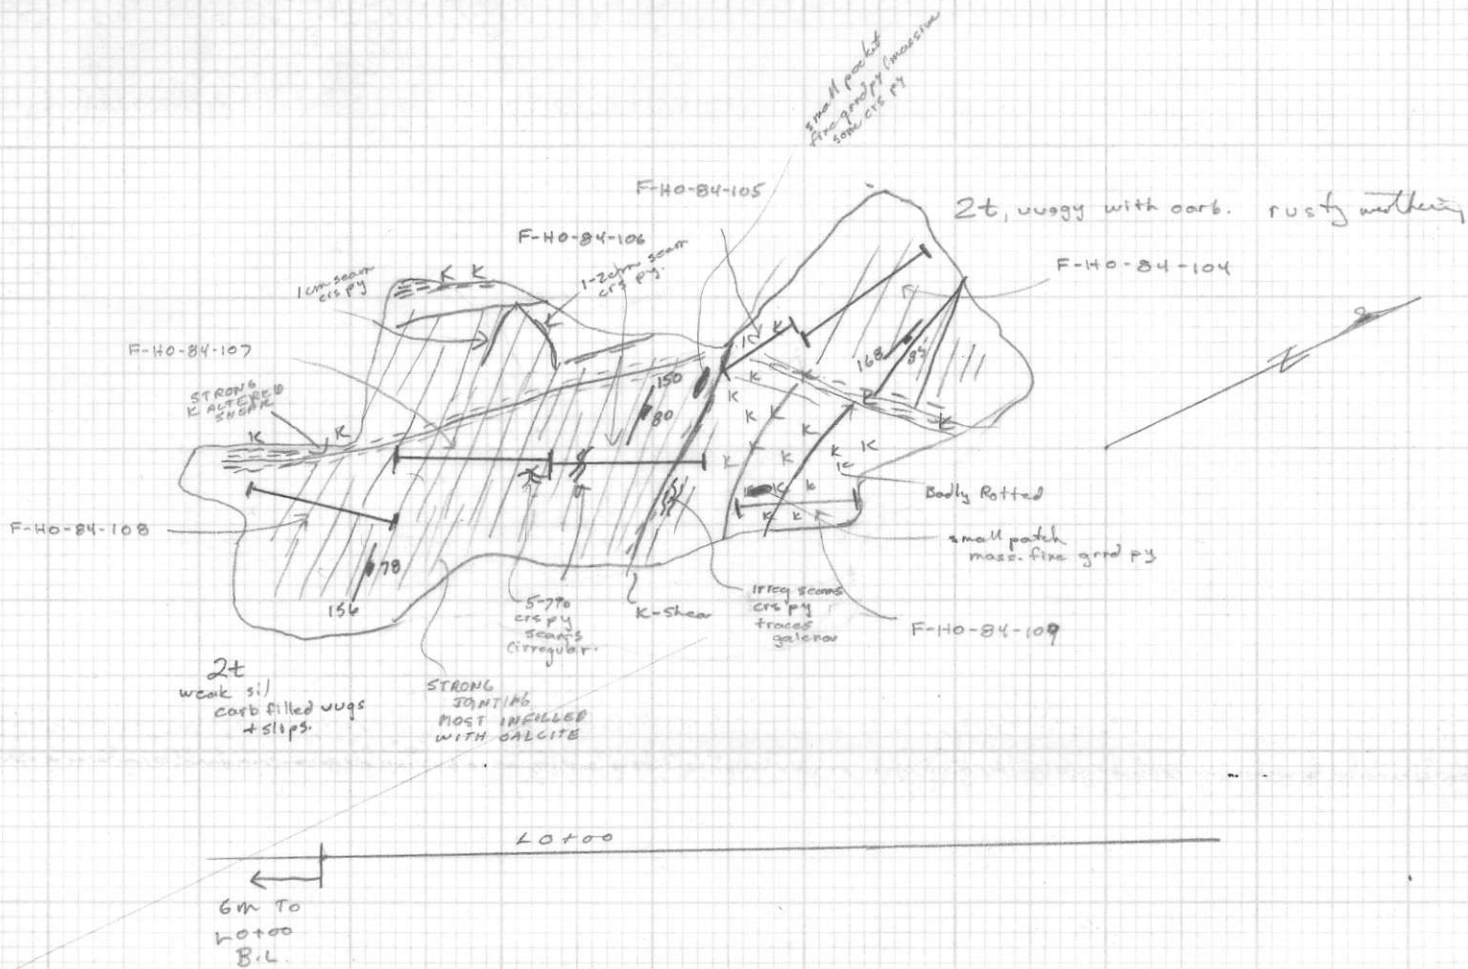 small pocket
fine grnd py (massive
some crs py
F-HO-84-105
2t, vuggy with carb. rusty weathering
F-HO-84-106
1-2cm seam
crs py.
F-HO-84-104
1cm seam
crs py
K K
F-HO-84-107
STRONG
K ALTERED
SHEAR
K K
150
80
168
85
K K K K K
K K K K
K K K K
K K K K
K K K
Badly Rotted
F-HO-84-108
small patch
mass. fine grnd py
78
156
5-7%
crs py
seams
(irregular.
K-Shear
irreg seams
crs py
traces
galena
F-HO-84-109
2t
weak sil
carb filled vugs
+ slips.
STRONG
JOINTING
MOST INFILLED
WITH CALCITE
L0+00
6m To
L0+00
B.L.